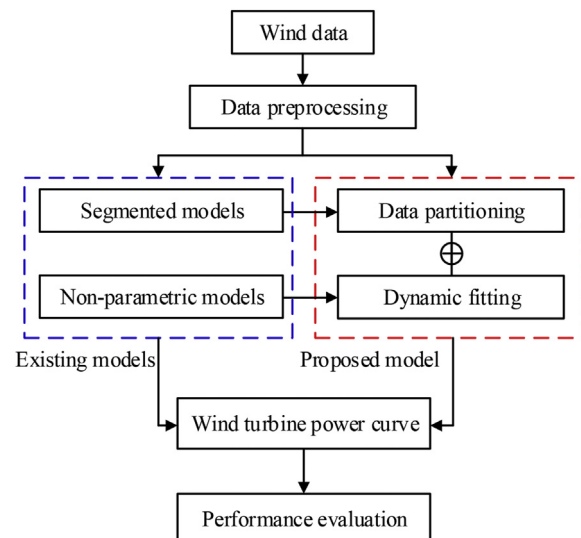 Wind data
Data preprocessing
Segmented models
Data partitioning
Non-parametric models
Dynamic fitting
Existing models
Proposed model
Wind turbine power curve
Performance evaluation